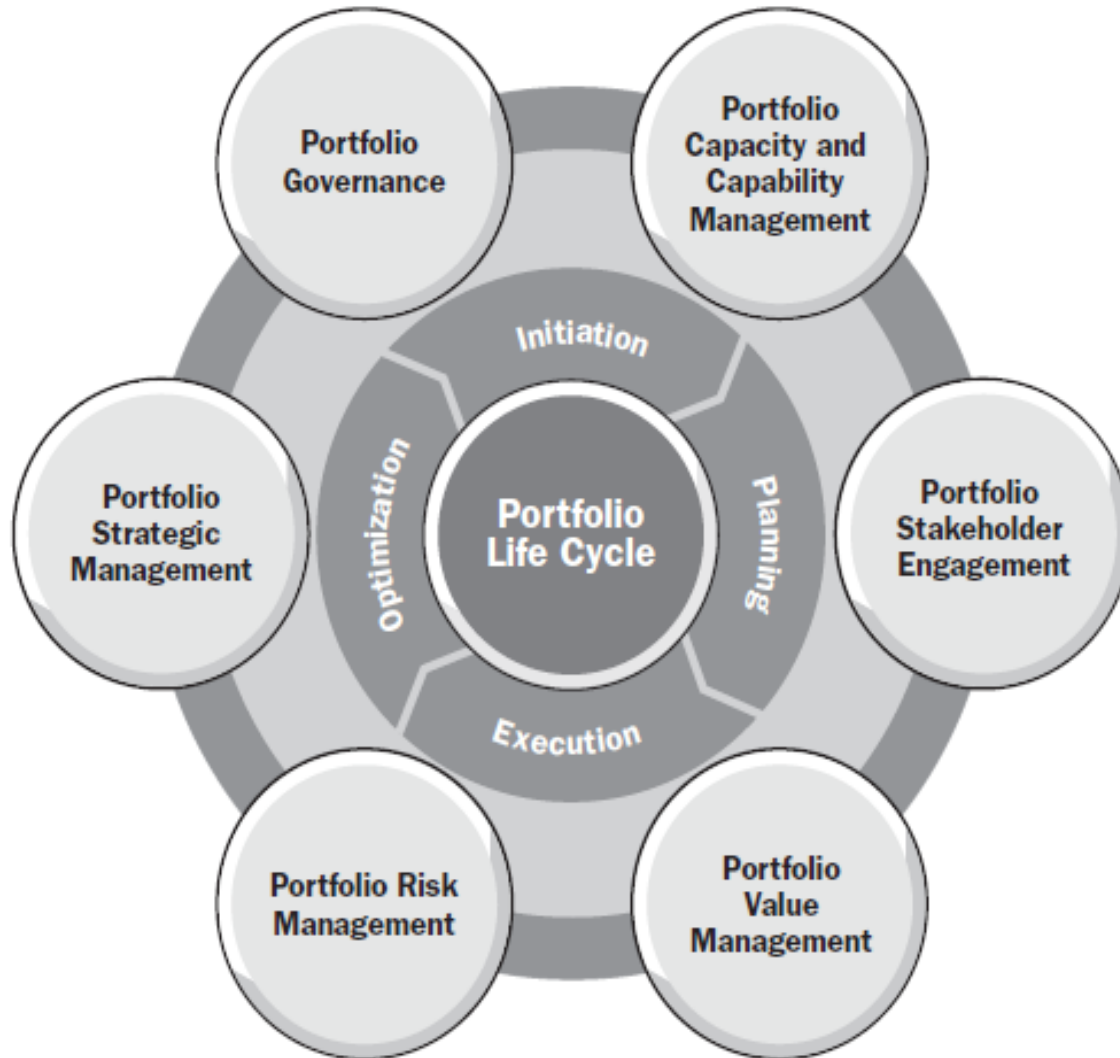 Portfolio
Governance
Portfolio
Capacity and
Capability
Management
Initiation
Portfolio
Strategic
Management
Optimization
Portfolio
Life Cycle
Planning
Portfolio
Stakeholder
Engagement
Execution
Portfolio Risk
Management
Portfolio
Value
Management